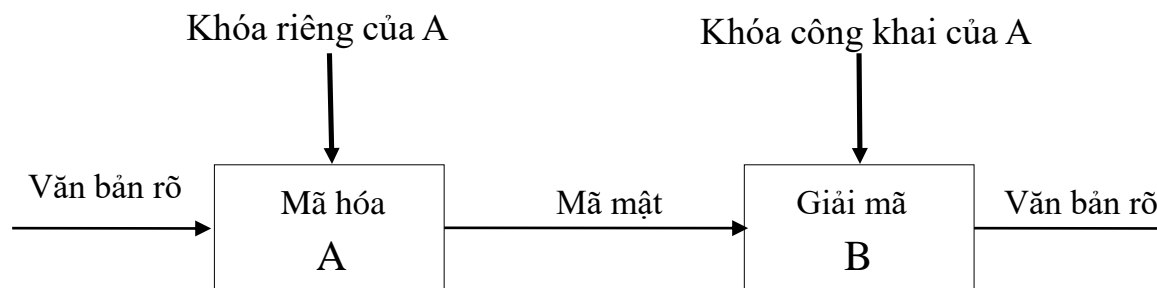 Khóa riêng của A
Khóa công khai của A
Văn bản rõ
Mã hóa
A
Mã mật
Giải mã
B
Văn bản rõ